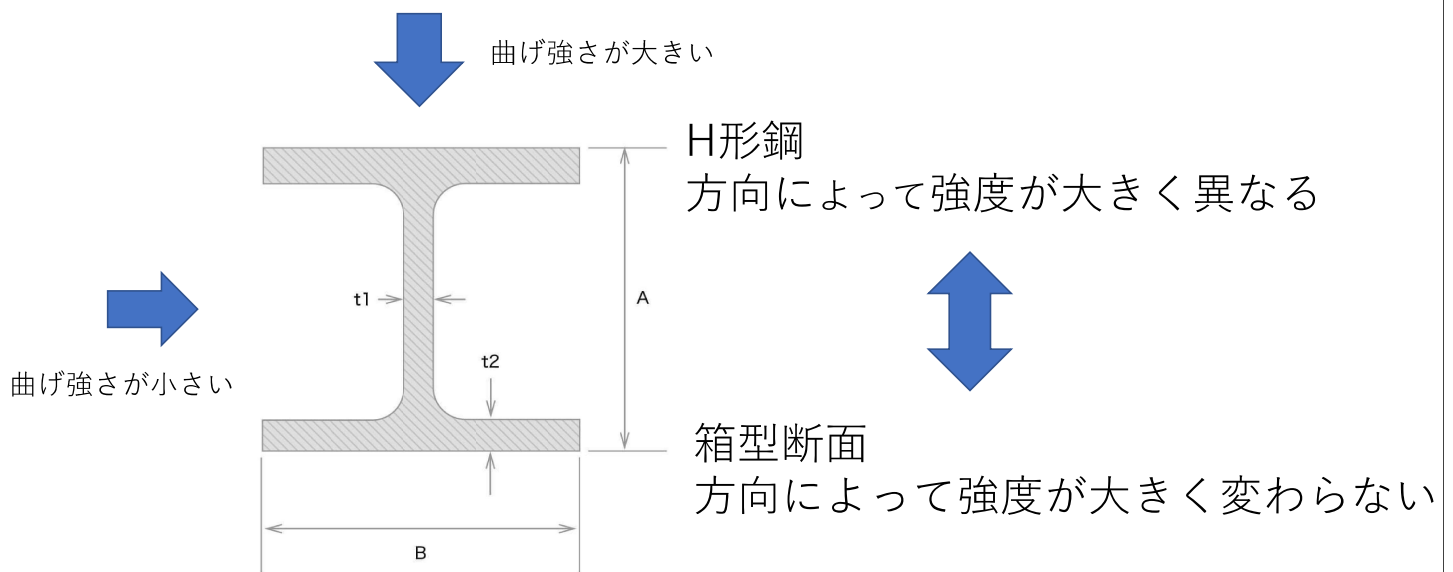 曲げ強さが大きい
H形鋼
方向によって強度が大きく異なる
t1
A
t2
曲げ強さが小さい
箱型断面
方向によって強度が大きく変わらない
B